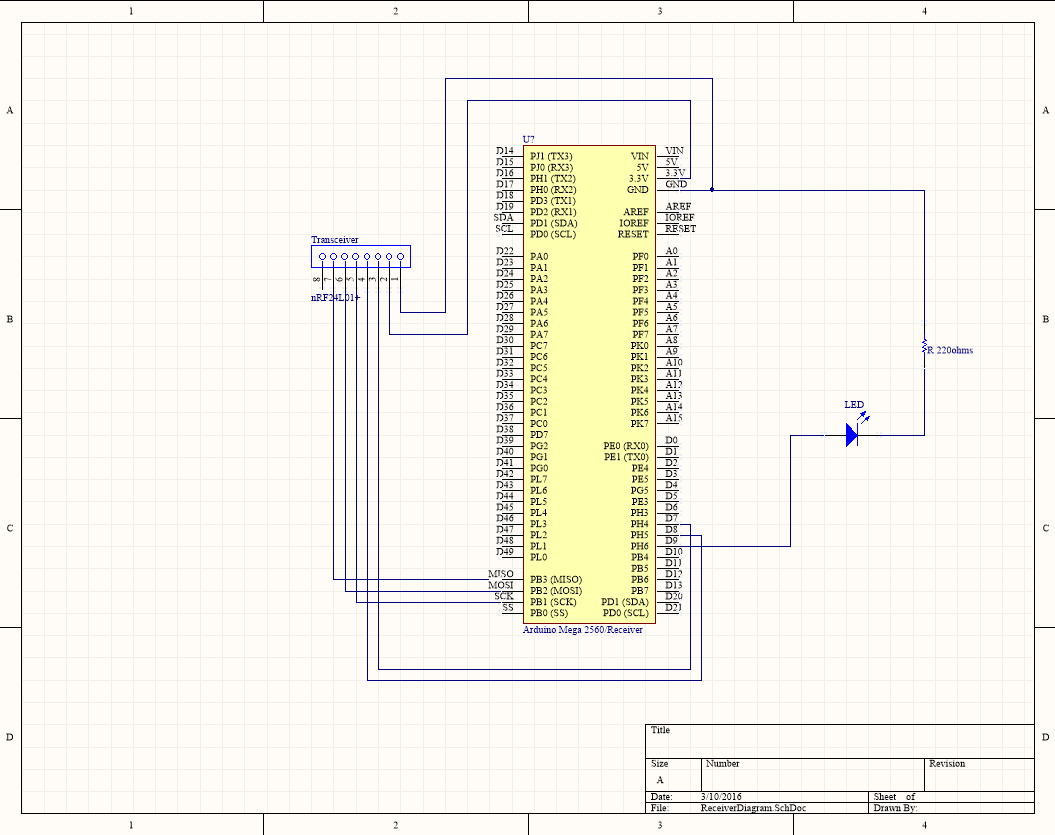 1 2 3 4
A A
B B
C C
D D
U?
D14 PJ1 (TX3) VIN VIN
D15 PJ0 (RX3) 5V 5V
D16 PH1 (TX2) 3.3V 3.3V
D17 PH0 (RX2) GND GND
D18 PD3 (TX1)
D19 PD2 (RX1) AREF AREF
SDA PD1 (SDA) IOREF IOREF
SCL PD0 (SCL) RESET RESET
Transceiver
8 7 6 5 4 3 2 1
nRF24L01+
D22 PA0 PF0 A0
D23 PA1 PF1 A1
D24 PA2 PF2 A2
D25 PA3 PF3 A3
D26 PA4 PF4 A4
D27 PA5 PF5 A5
D28 PA6 PF6 A6
D29 PA7 PF7 A7
D30 PC7 PK0 A8
D31 PC6 PK1 A9
D32 PC5 PK2 A10
D33 PC4 PK3 A11
D34 PC3 PK4 A12
D35 PC2 PK5 A13
D36 PC1 PK6 A14
D37 PC0 PK7 A15
D38 PD7
D39 PG2 PE0 (RX0) D0
D40 PG1 PE1 (TX0) D1
D41 PG0 PE4 D2
D42 PL7 PE5 D3
D43 PL6 PG5 D4
D44 PL5 PE3 D5
D45 PL4 PH3 D6
D46 PL3 PH4 D7
D47 PL2 PH5 D8
D48 PL1 PH6 D9
D49 PL0 PB4 D10
PB5 D11
MISO PB3 (MISO) PB6 D12
MOSI PB2 (MOSI) PB7 D13
SCK PB1 (SCK) PD1 (SDA) D20
SS PB0 (SS) PD0 (SCL) D21
Arduino Mega 2560/Receiver
R 220ohms
LED
Title
Size Number Revision
A
Date: 3/10/2016 Sheet of
File: ReceiverDiagram.SchDoc Drawn By:
1 2 3 4